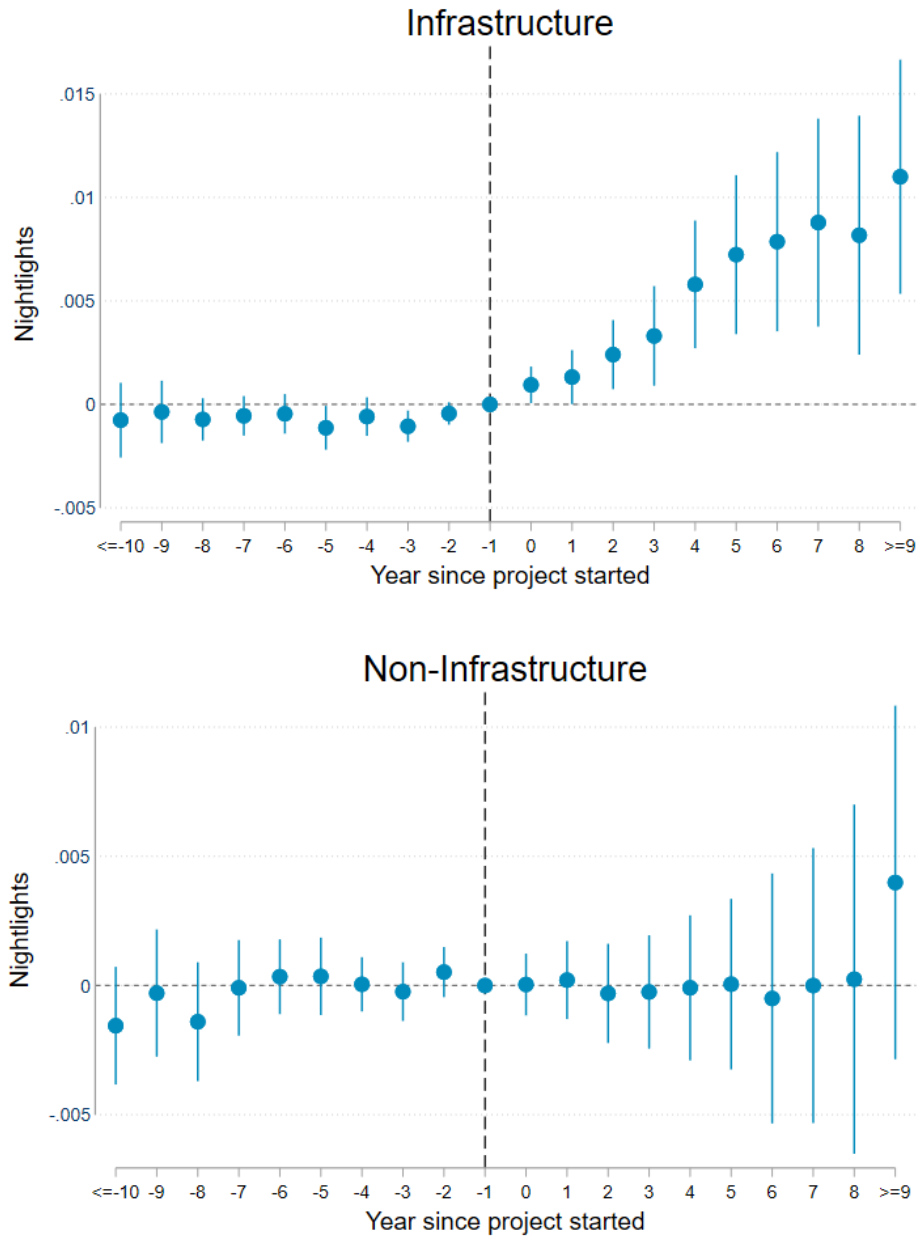 Infrastructure
.015
.01
.005
0
-.005
Nightlights
<=-10 -9 -8 -7 -6 -5 -4 -3 -2 -1 0 1 2 3 4 5 6 7 8 >=9
Year since project started
Non-Infrastructure
.01
.005
0
-.005
Nightlights
<=-10 -9 -8 -7 -6 -5 -4 -3 -2 -1 0 1 2 3 4 5 6 7 8 >=9
Year since project started